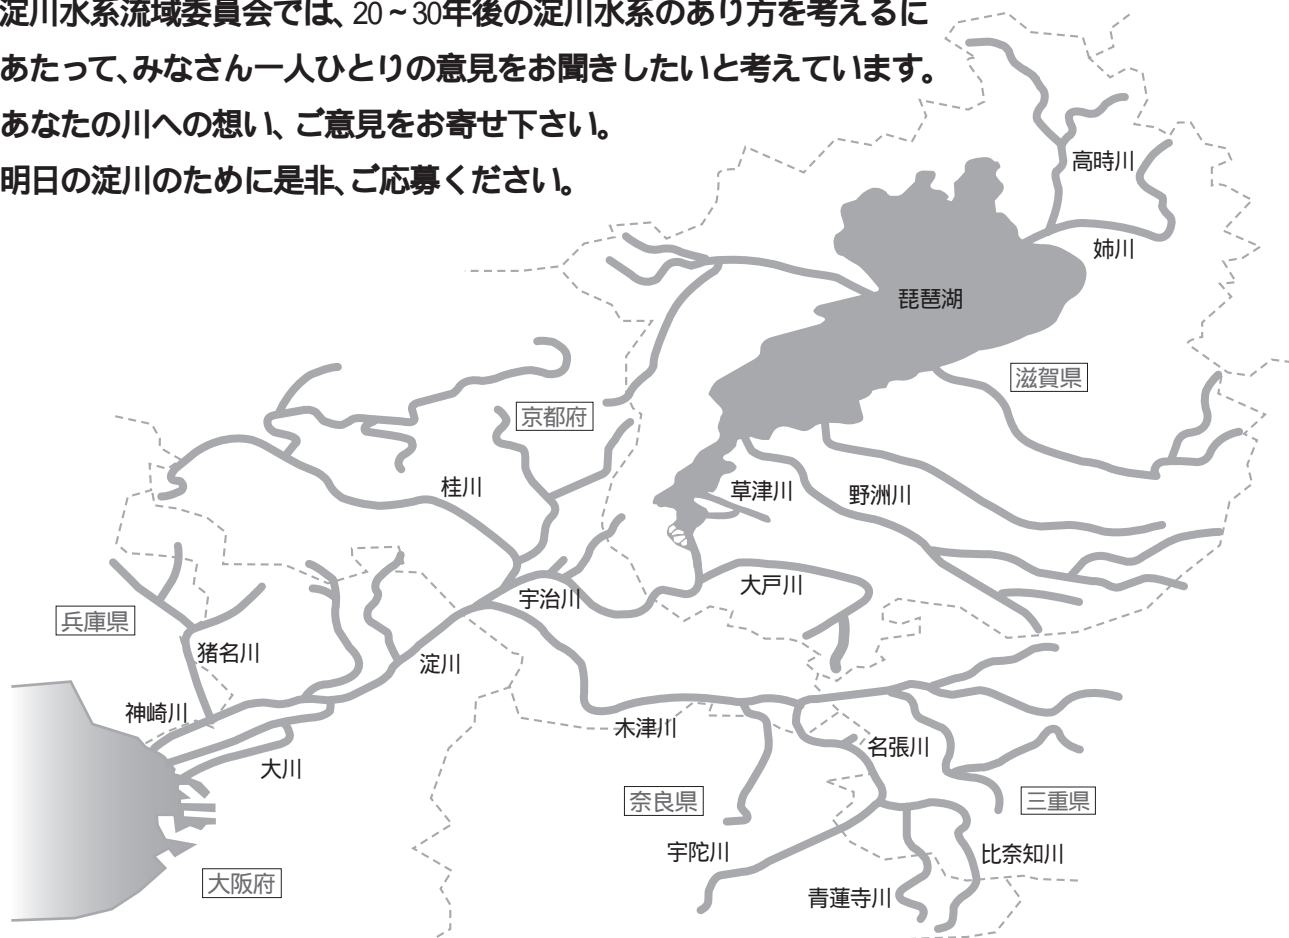 淀川水系流域委員会では、20~30年後の淀川水系のあり方を考えるに
あたって、みなさん一人ひとりの意見をお聞きしたいと考えています。
あなたの川への想い、ご意見をお寄せ下さい。
明日の淀川のために是非、ご応募ください。
高時川
姉川
琵琶湖
滋賀県
京都府
桂川
草津川
野洲川
宇治川
大戸川
兵庫県
猪名川
淀川
神崎川
木津川
名張川
大川
奈良県
三重県
宇陀川
比奈知川
大阪府
青蓮寺川